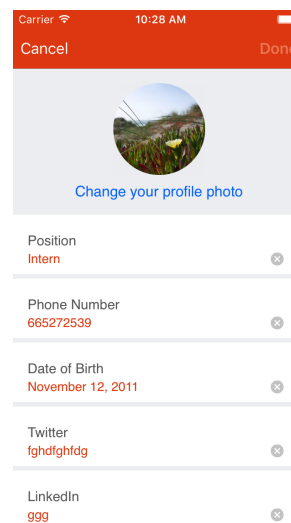 Carrier 10:28 AM
Cancel Done
Change your profile photo
Position
Intern
Phone Number
665272539
Date of Birth
November 12, 2011
Twitter
fghdfghfdg
LinkedIn
ggg